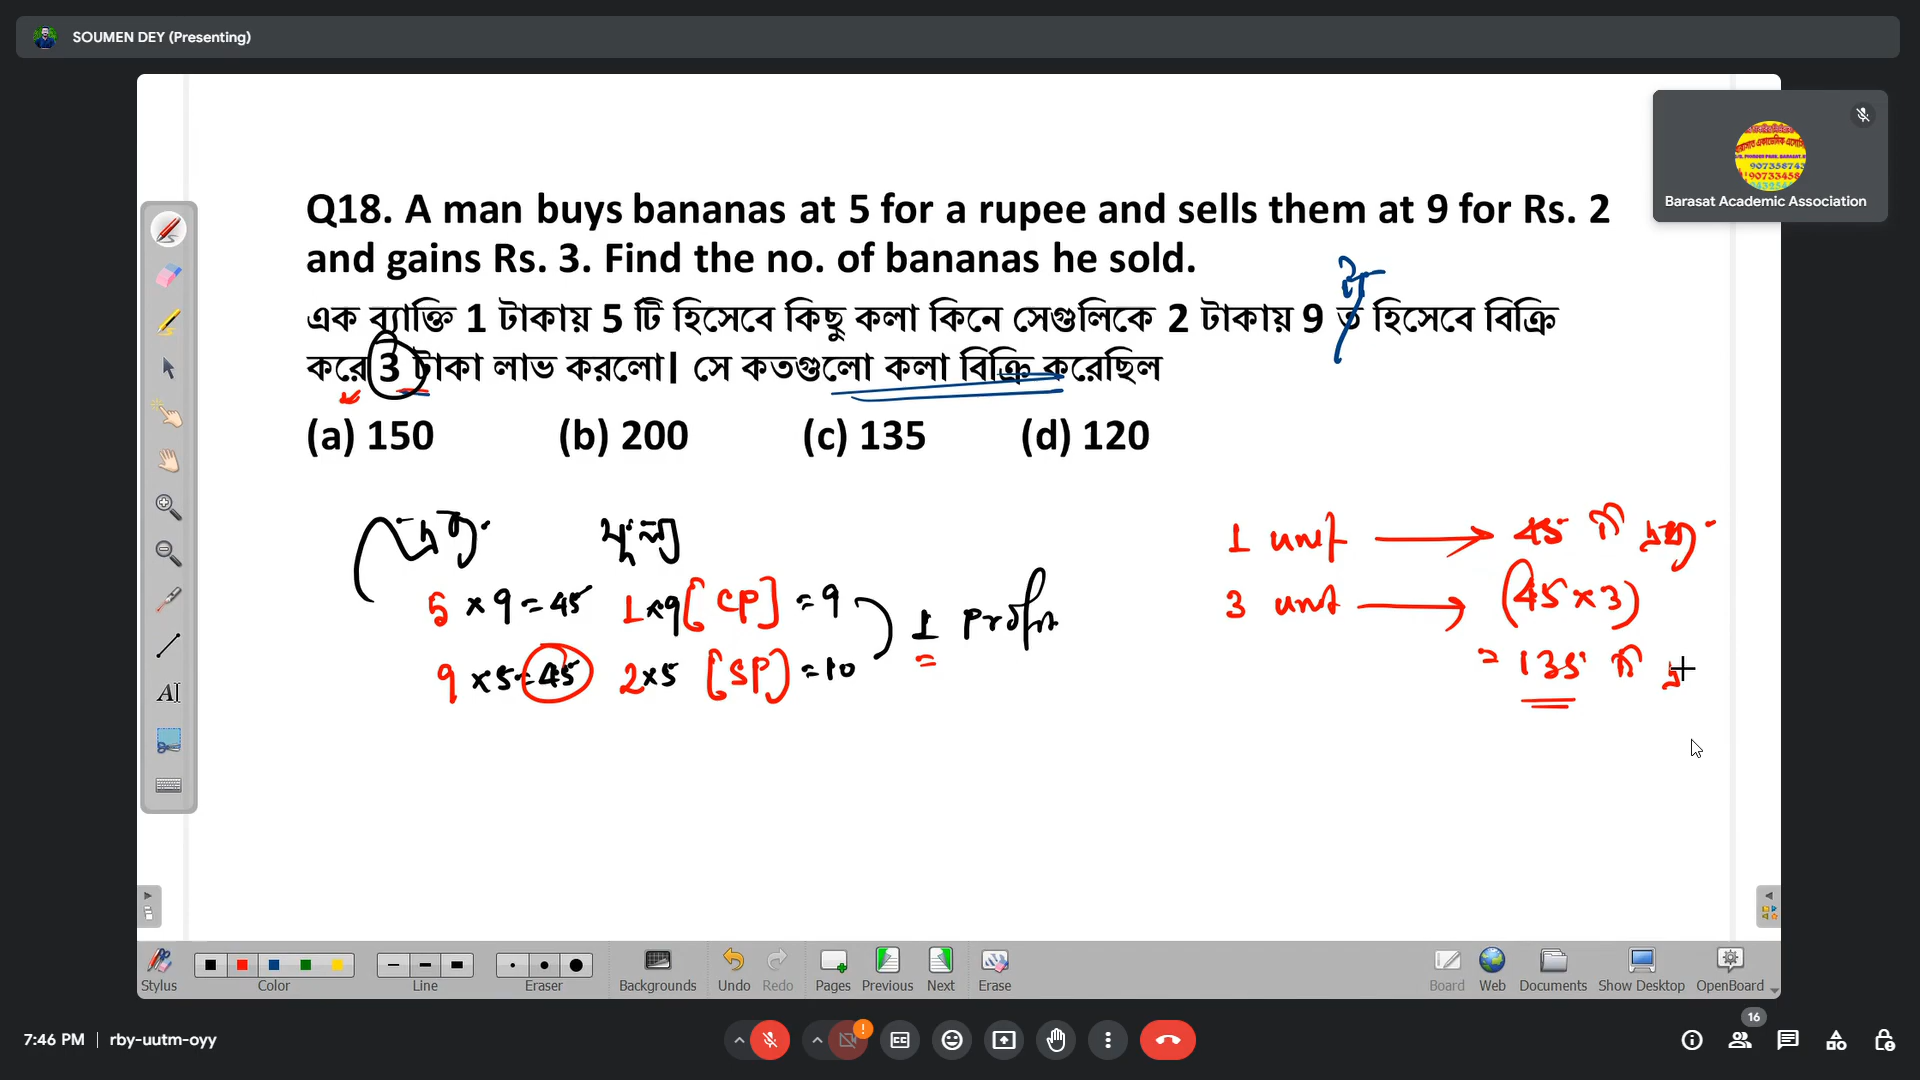 SOUMEN DEY (Presenting)
Barasat Academic Association
Q18. A man buys bananas at 5 for a rupee and sells them at 9 for Rs. 2
and gains Rs. 3. Find the no. of bananas he sold.
এক ব্যাক্তি 1 টাকায় 5 টি হিসেবে কিছু কলা কিনে সেগুলিকে 2 টাকায় 9 ত হিসেবে বিক্রি
করে 3 টাকা লাভ করলো। সে কতগুলো কলা বিক্রি করেছিল
(a) 150 (b) 200 (c) 135 (d) 120
দ্রব্য মূল্য
5 × 9 = 45 1×9 [CP] = 9
1 profit
9 × 5 = 45 2×5 [SP] = 10
1 unit → 45 টি দ্রব্য
3 unit → (45 × 3)
= 135 টি
Stylus Color Line Eraser Backgrounds Undo Redo Pages Previous Next Erase Board Web Documents Show Desktop OpenBoard
7:46 PM | rby-uutm-oyy
16